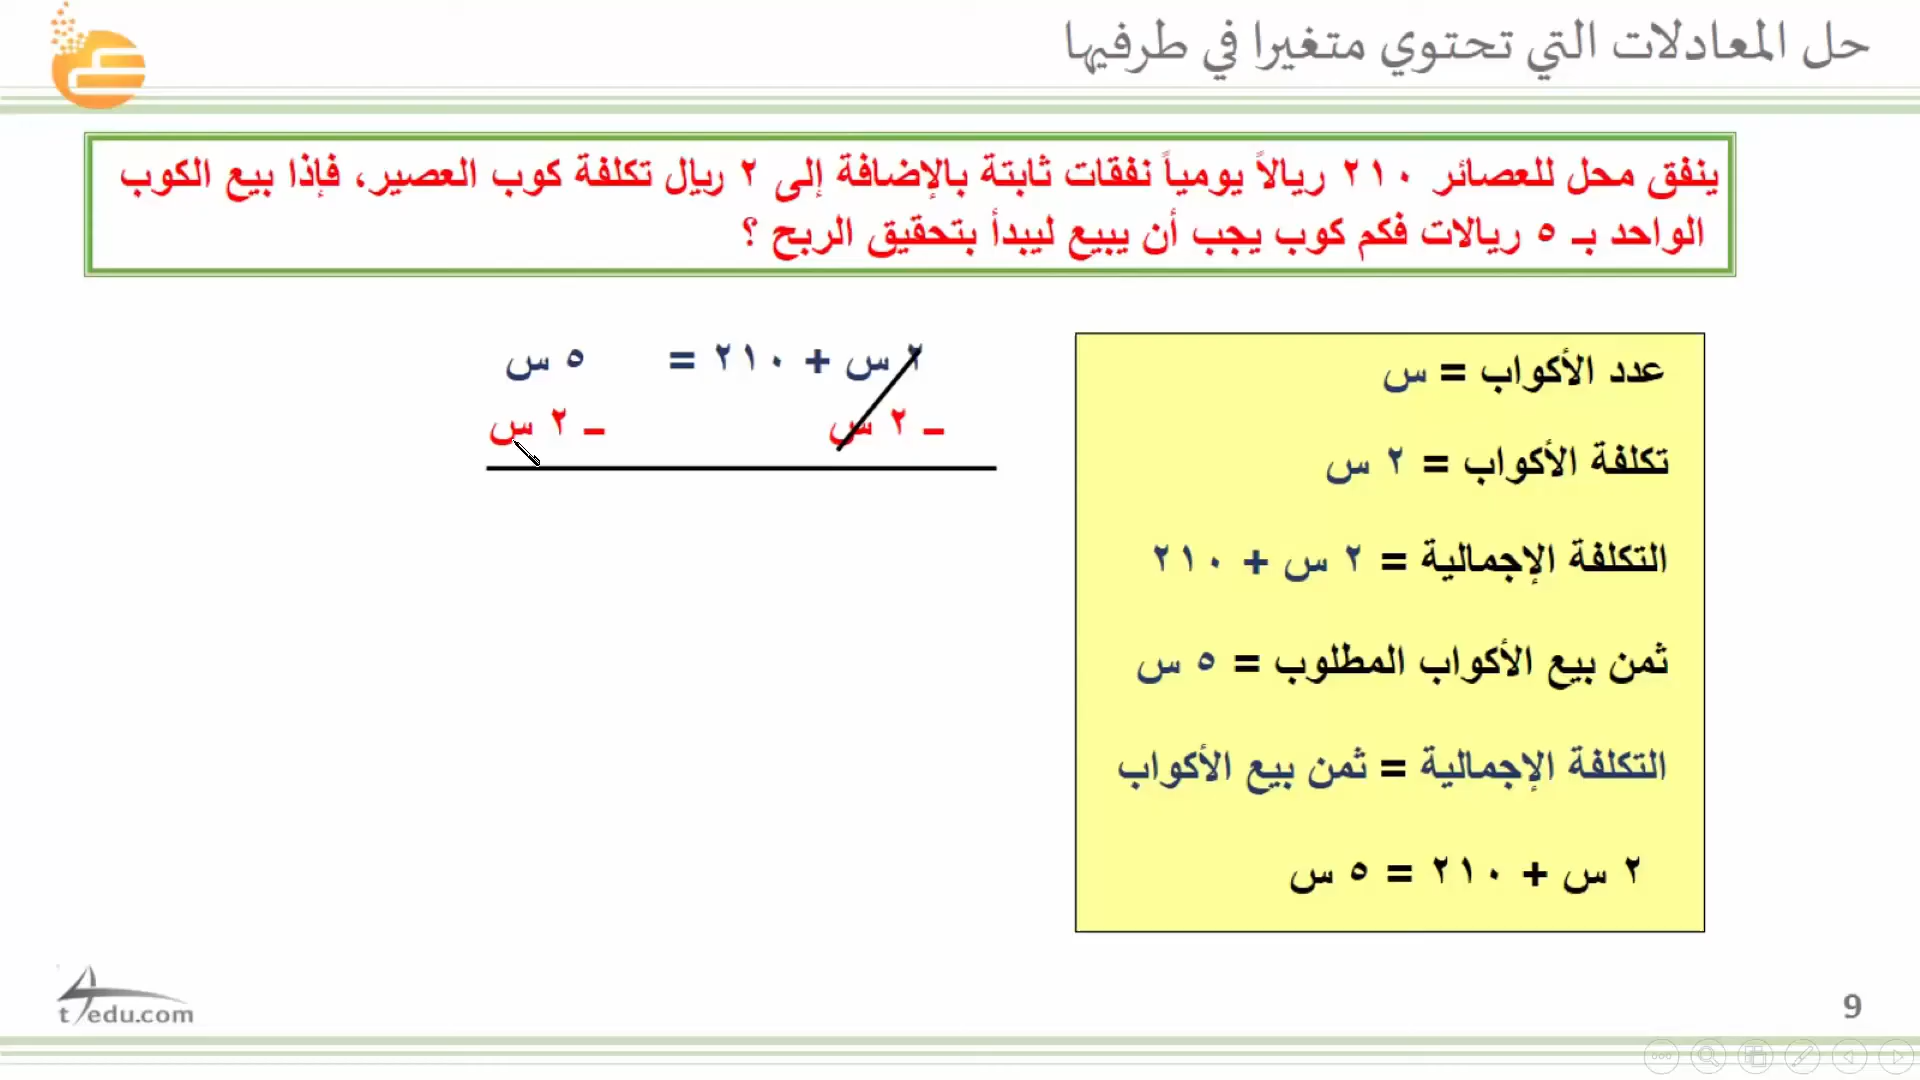 حل المعادلات التي تحتوي متغيرا في طرفيها
ينفق محل للعصائر ٢١٠ ريالاً يومياً نفقات ثابتة بالإضافة إلى ٢ ريال تكلفة كوب العصير، فإذا بيع الكوب
الواحد بـ ٥ ريالات فكم كوب يجب أن يبيع ليبدأ بتحقيق الربح ؟
عدد الأكواب = س
تكلفة الأكواب = ٢ س
التكلفة الإجمالية = ٢ س + ٢١٠
ثمن بيع الأكواب المطلوب = ٥ س
التكلفة الإجمالية = ثمن بيع الأكواب
٢ س + ٢١٠ = ٥ س
٢ س + ٢١٠ = ٥ س
ـ ٢ س ـ ٢ س
t4edu.com
9